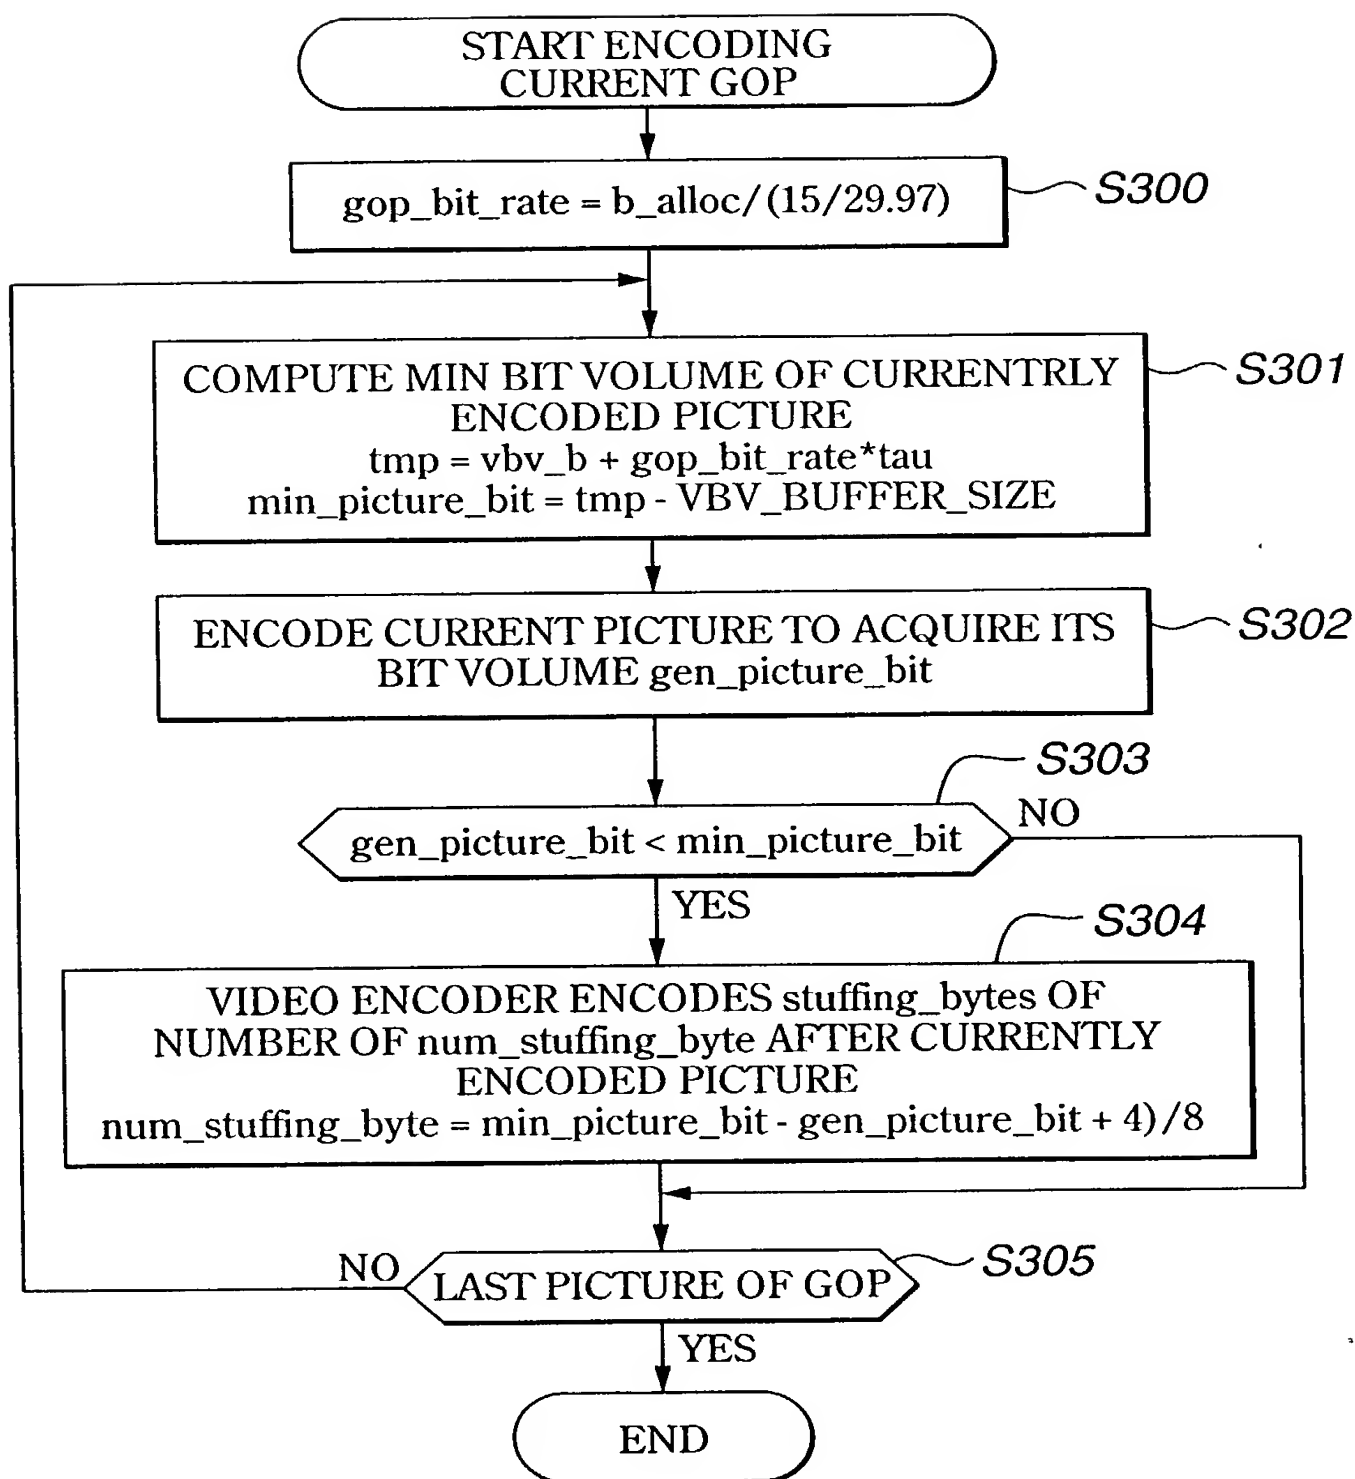 START ENCODING
CURRENT GOP
gop_bit_rate = b_alloc/(15/29.97)
S300
COMPUTE MIN BIT VOLUME OF CURRENTRLY
ENCODED PICTURE
tmp = vbv_b + gop_bit_rate*tau
min_picture_bit = tmp - VBV_BUFFER_SIZE
S301
ENCODE CURRENT PICTURE TO ACQUIRE ITS
BIT VOLUME gen_picture_bit
S302
S303
gen_picture_bit < min_picture_bit
NO
YES
S304
VIDEO ENCODER ENCODES stuffing_bytes OF
NUMBER OF num_stuffing_byte AFTER CURRENTLY
ENCODED PICTURE
num_stuffing_byte = min_picture_bit - gen_picture_bit + 4)/8
NO
LAST PICTURE OF GOP
S305
YES
END